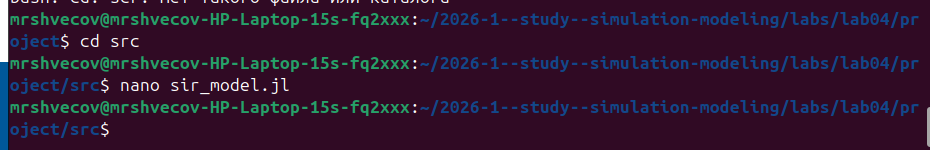 bash: cd: scr: Нет такого файла или каталога
mrshvecov@mrshvecov-HP-Laptop-15s-fq2xxx:~/2026-1--study--simulation-modeling/labs/lab04/pr
oject$ cd src
mrshvecov@mrshvecov-HP-Laptop-15s-fq2xxx:~/2026-1--study--simulation-modeling/labs/lab04/pr
oject/src$ nano sir_model.jl
mrshvecov@mrshvecov-HP-Laptop-15s-fq2xxx:~/2026-1--study--simulation-modeling/labs/lab04/pr
oject/src$